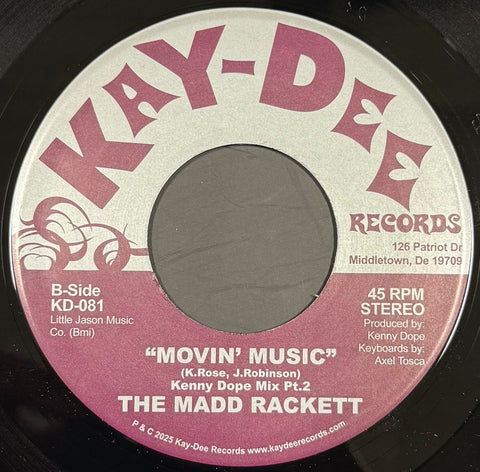 KAY-DEE
RECORDS
126 Patriot Dr
Middletown, De 19709
B-Side
KD-081
Little Jason Music
Co. (Bmi)
45 RPM
STEREO
Produced by:
Kenny Dope
Keyboards by:
Axel Tosca
“MOVIN’ MUSIC”
(K.Rose, J.Robinson)
Kenny Dope Mix Pt.2
THE MADD RACKETT
P & C 2025 Kay-Dee Records www.kaydeerecords.com